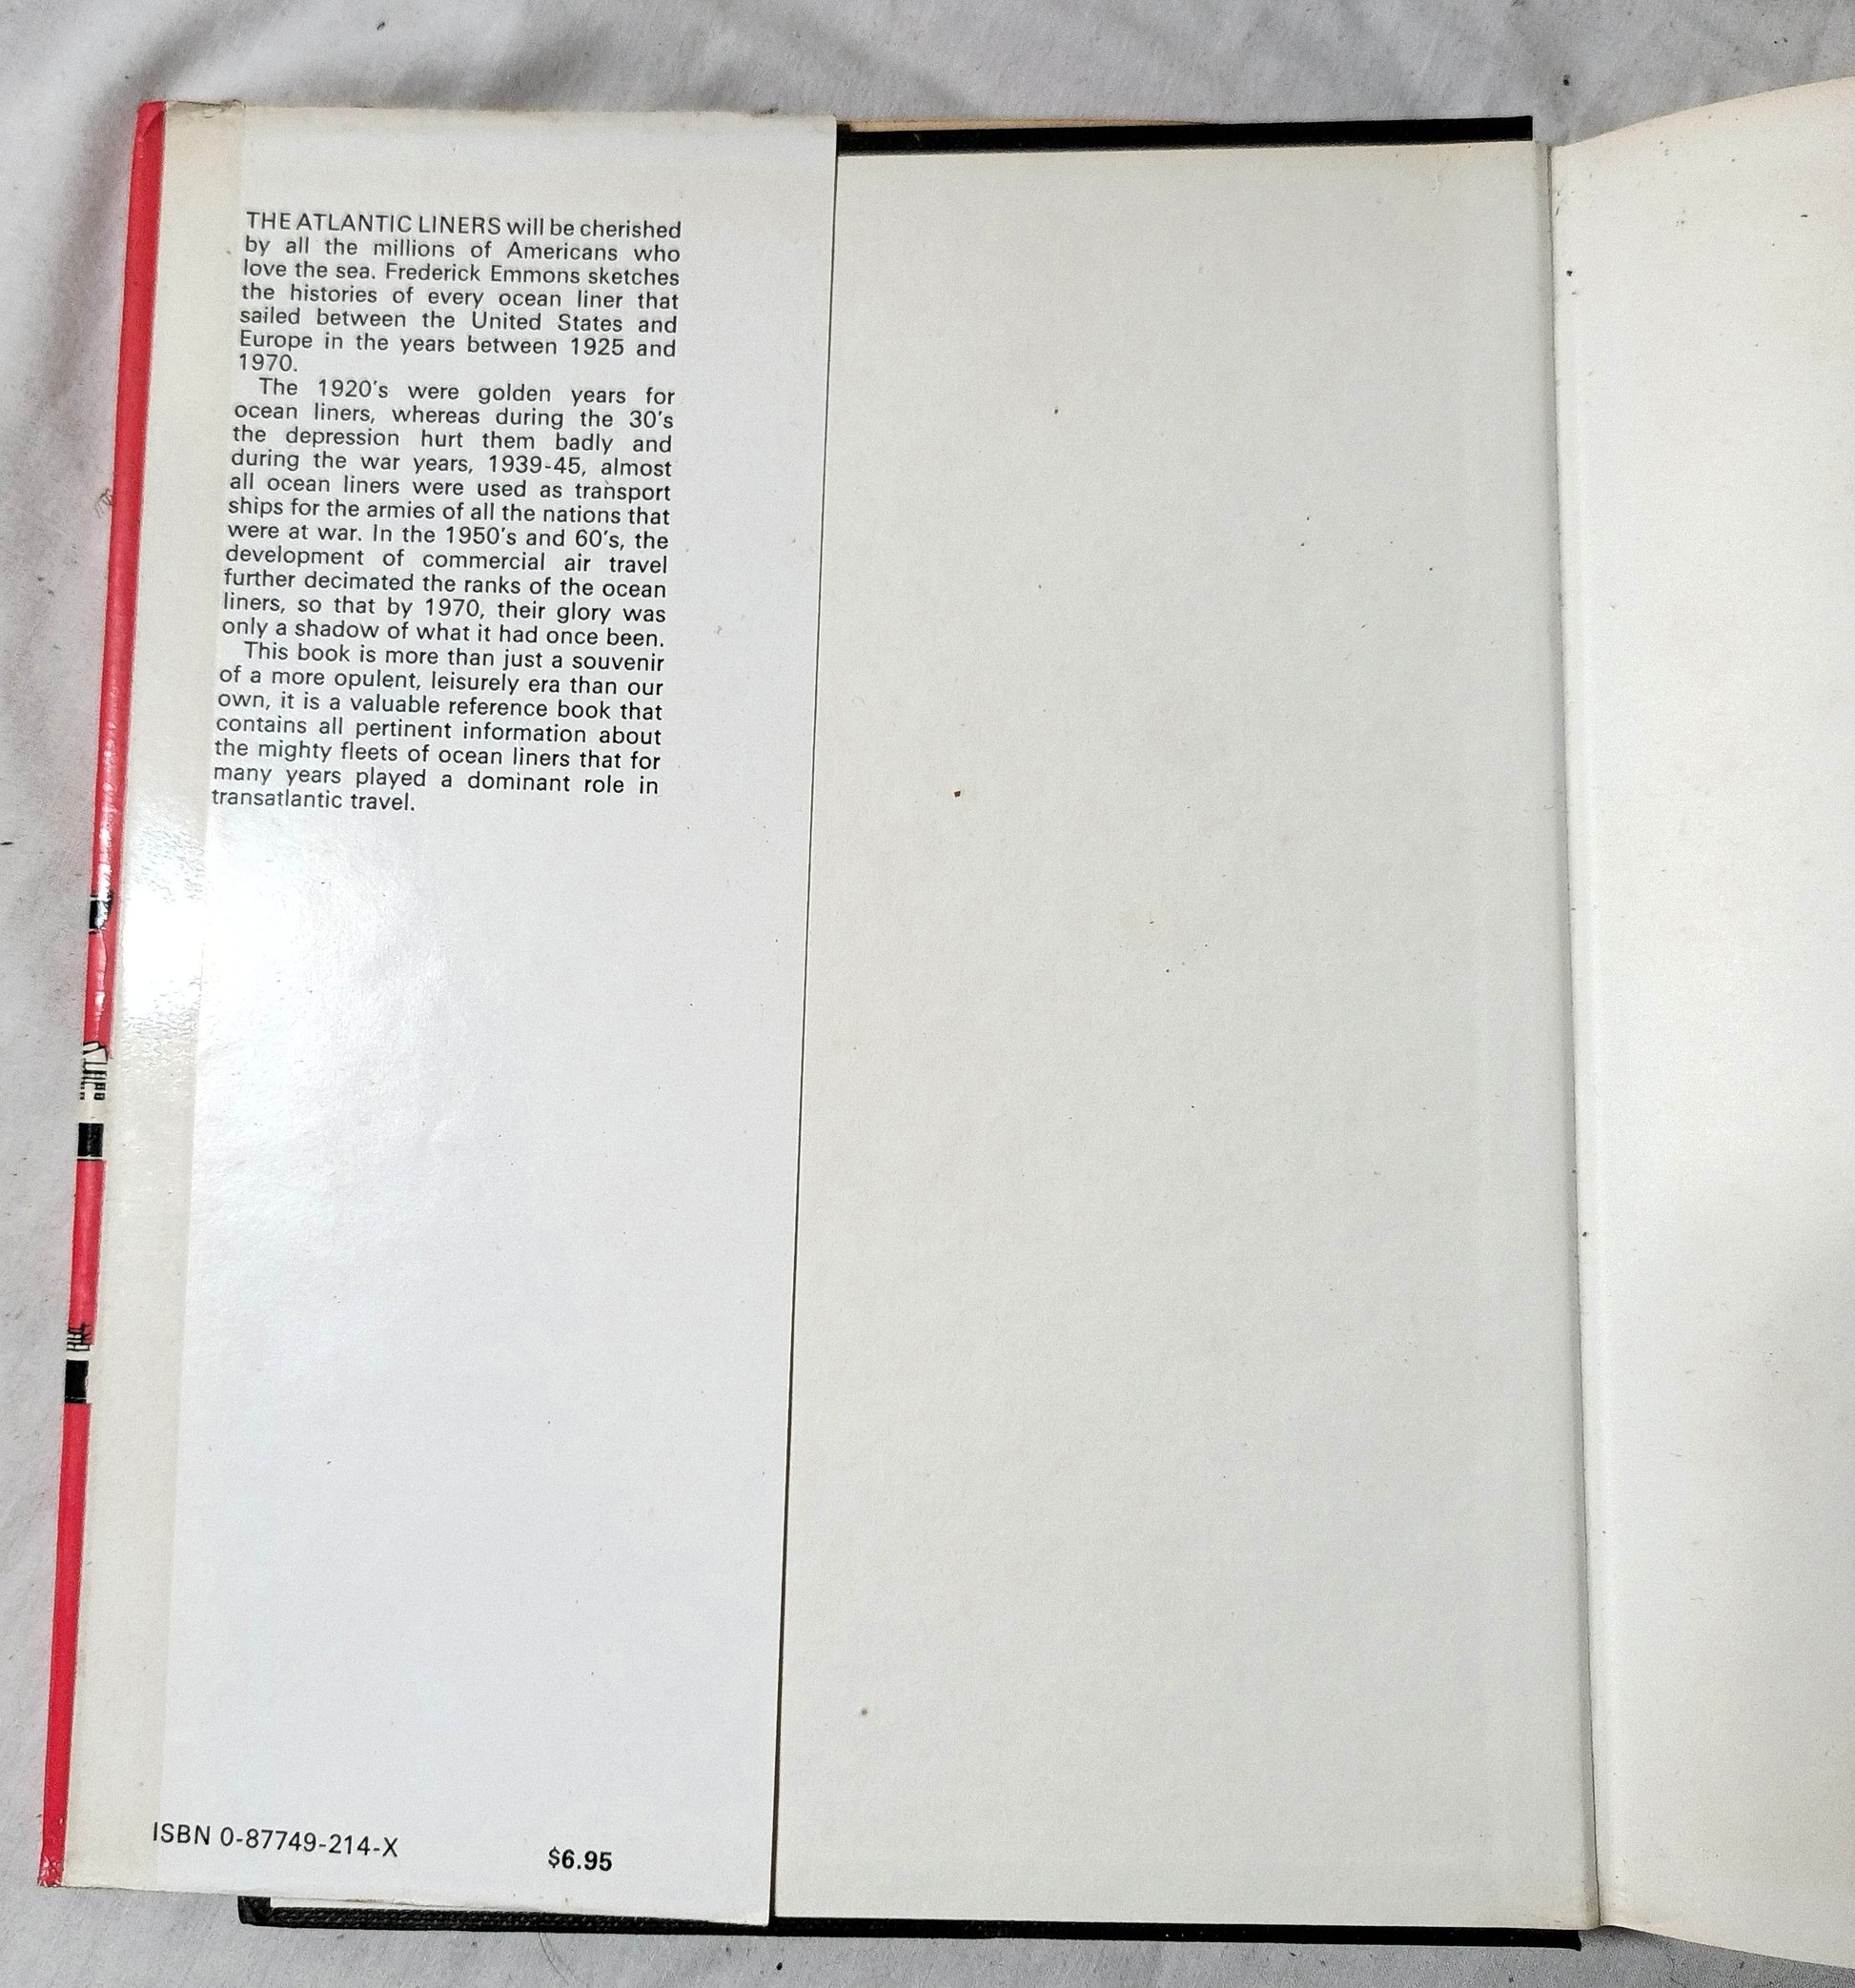 THE ATLANTIC LINERS will be cherished
by all the millions of Americans who
love the sea. Frederick Emmons sketches
the histories of every ocean liner that
sailed between the United States and
Europe in the years between 1925 and
1970.
The 1920's were golden years for
ocean liners, whereas during the 30's
the depression hurt them badly and
during the war years, 1939-45, almost
all ocean liners were used as transport
ships for the armies of all the nations that
were at war. In the 1950's and 60's, the
development of commercial air travel
further decimated the ranks of the ocean
liners, so that by 1970, their glory was
only a shadow of what it had once been.
This book is more than just a souvenir
of a more opulent, leisurely era than our
own, it is a valuable reference book that
contains all pertinent information about
the mighty fleets of ocean liners that for
many years played a dominant role in
transatlantic travel.
ISBN 0-87749-214-X
$6.95